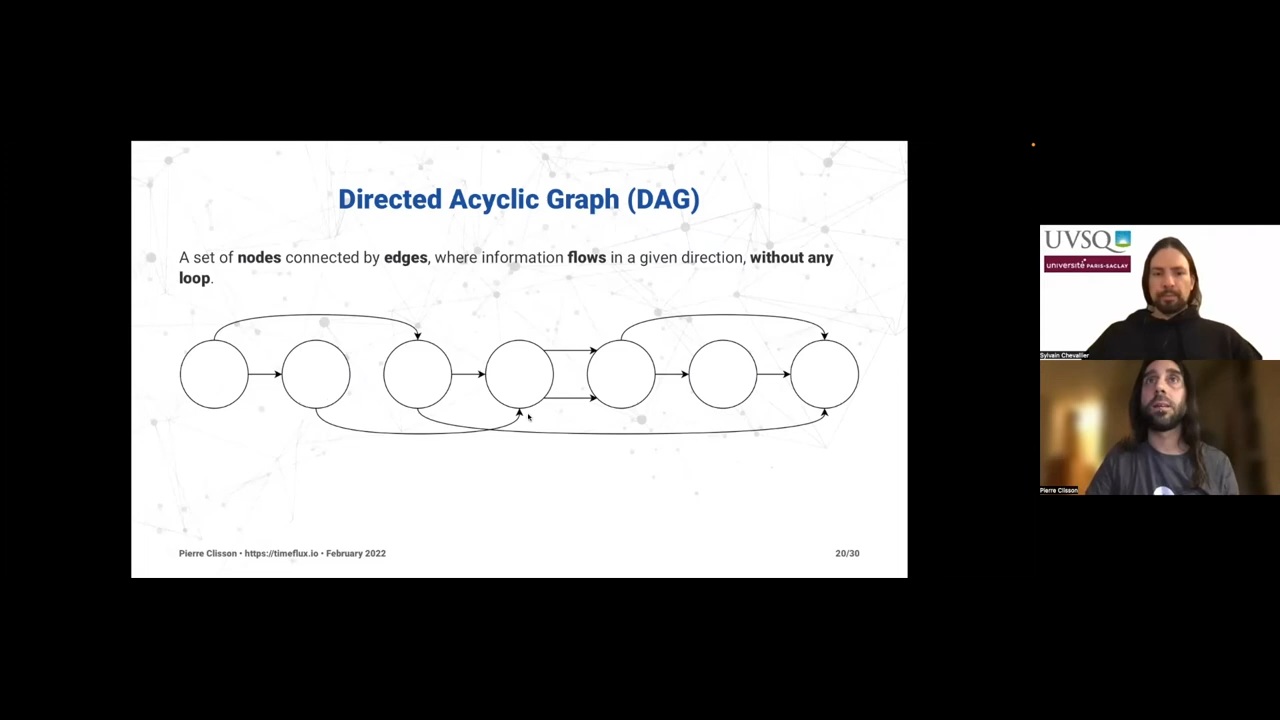 Directed Acyclic Graph (DAG)
A set of nodes connected by edges, where information flows in a given direction, without any
loop.
Pierre Clisson • https://timeflux.io • February 2022
20/30
UVSQ
université PARIS-SACLAY
Sylvain Chevallier
Pierre Clisson